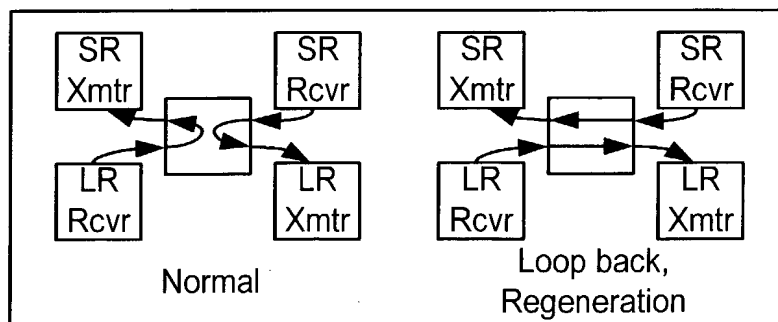 SR
Xmtr
SR
Rcvr
LR
Rcvr
LR
Xmtr
Normal
SR
Xmtr
SR
Rcvr
LR
Rcvr
LR
Xmtr
Loop back,
Regeneration